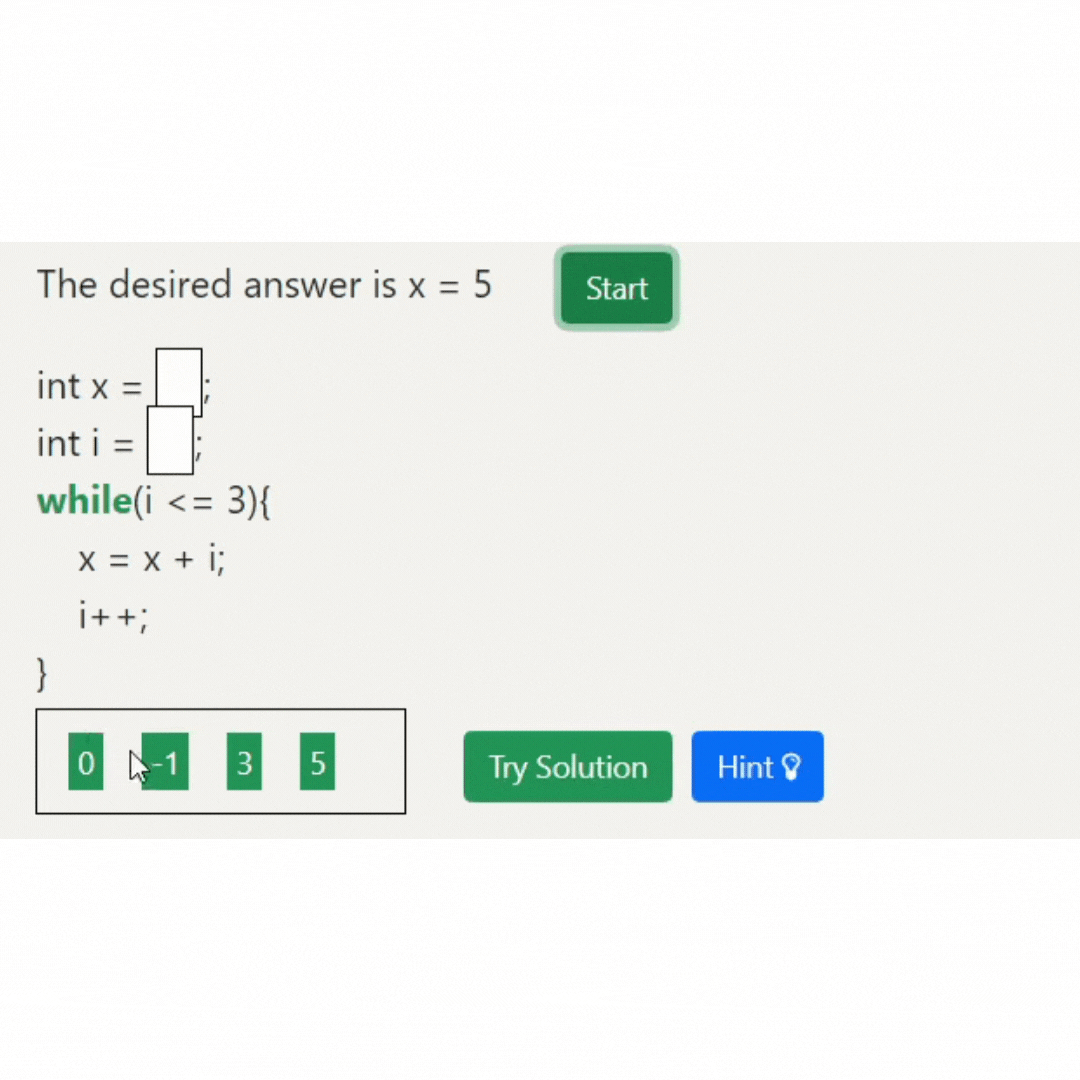 The desired answer is x = 5 Start
int x = ;
int i = ;
while(i <= 3){
x = x + i;
i++;
}
0 -1 3 5 Try Solution Hint